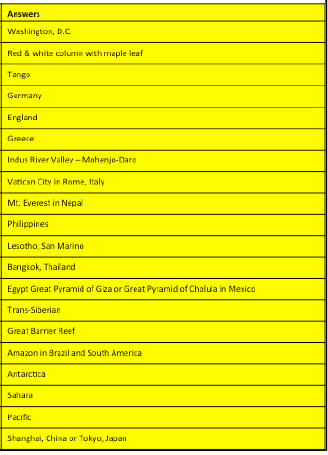 Answers
Washington, D.C.
Red & white column with maple leaf
Tango
Germany
England
Greece
Indus River Valley – Mohenjo-Daro
Vatican City in Rome, Italy
Mt. Everest in Nepal
Philippines
Lesotho, San Marino
Bangkok, Thailand
Egypt Great Pyramid of Giza or Great Pyramid of Cholula in Mexico
Trans-Siberian
Great Barrier Reef
Amazon in Brazil and South America
Antarctica
Sahara
Pacific
Shanghai, China or Tokyo, Japan